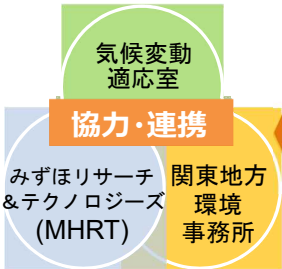 気候変動
適応室
協力・連携
みずほリサーチ
&テクノロジーズ
(MHRT)
関東地方
環境
事務所